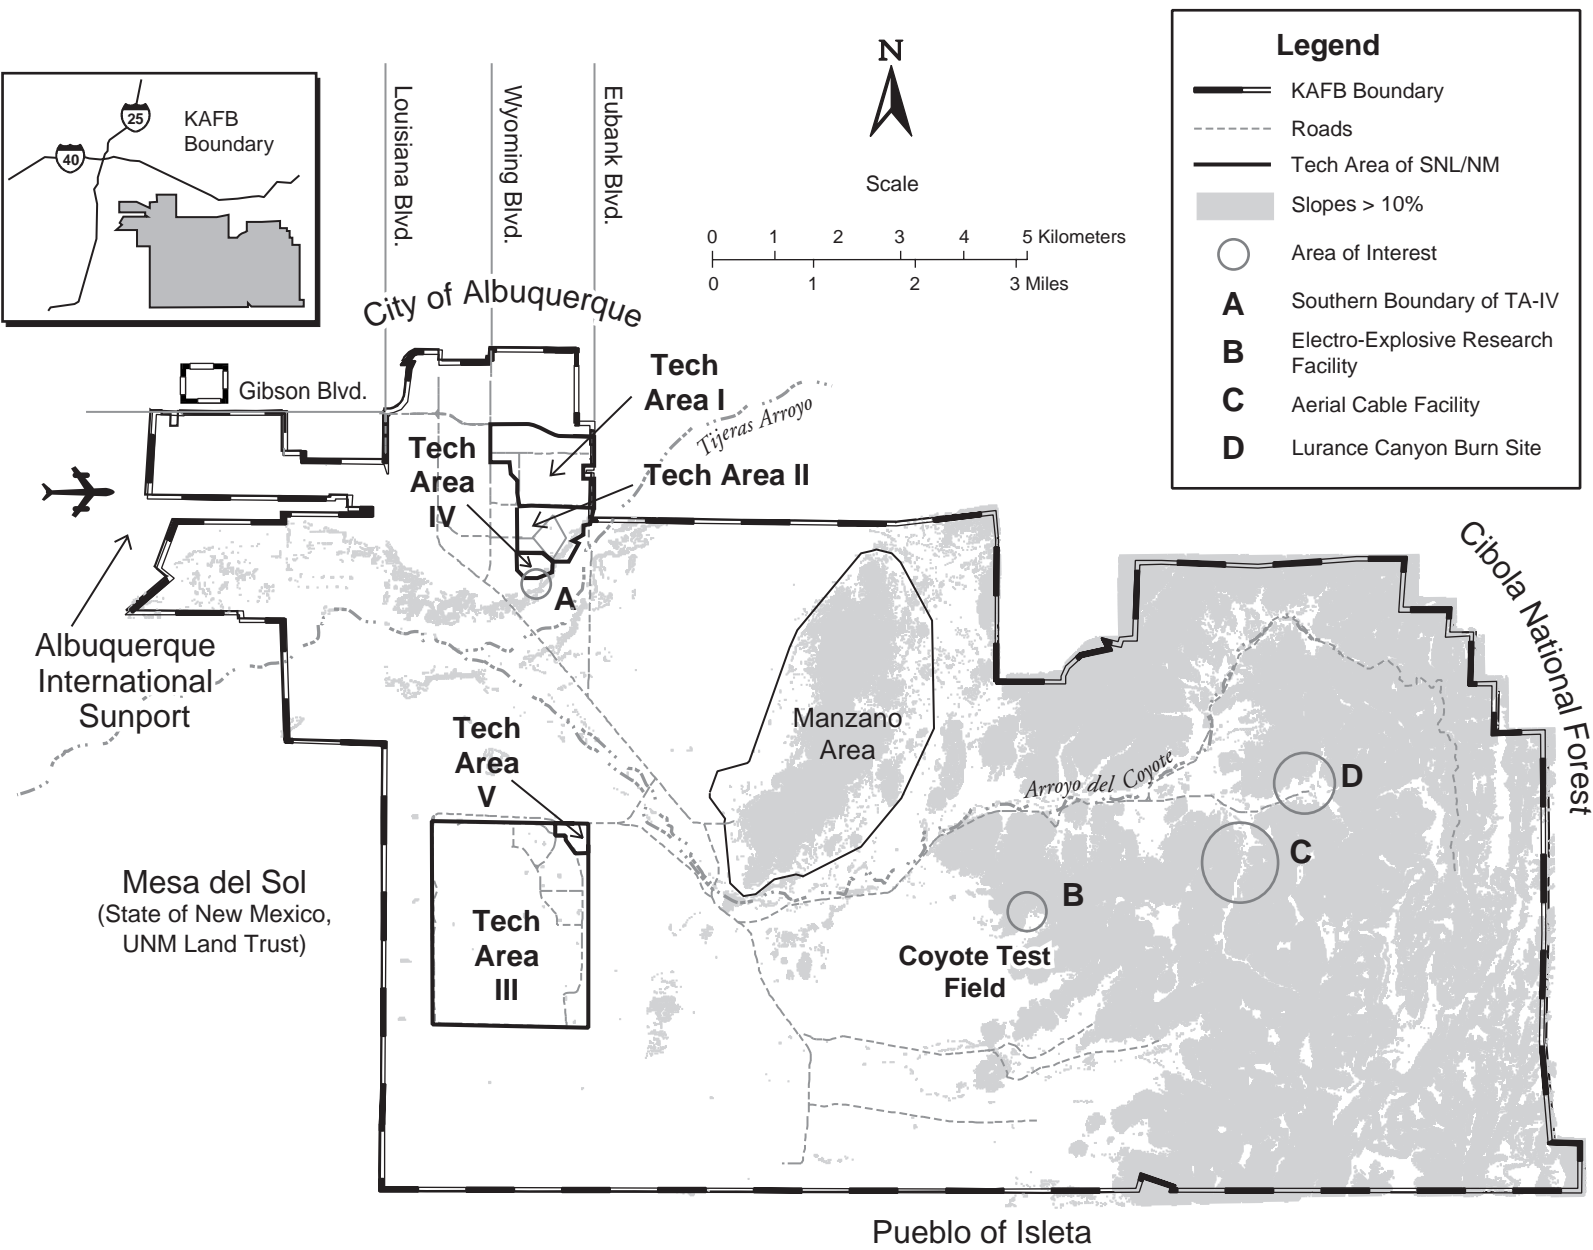 N
Scale
0 1 2 3 4 5 Kilometers
0 1 2 3 Miles
Legend
KAFB Boundary
Roads
Tech Area of SNL/NM
Slopes > 10%
Area of Interest
A Southern Boundary of TA-IV
B Electro-Explosive Research
Facility
C Aerial Cable Facility
D Lurance Canyon Burn Site
25
40
KAFB
Boundary
Louisiana Blvd.
Wyoming Blvd.
Eubank Blvd.
City of Albuquerque
Gibson Blvd.
Tech
Area I
Tijeras Arroyo
Tech
Area
IV
Tech Area II
A
Albuquerque
International
Sunport
Cibola National Forest
Manzano
Area
Tech
Area
V
Arroyo del Coyote
D
C
B
Mesa del Sol
(State of New Mexico,
UNM Land Trust)
Tech
Area
III
Coyote Test
Field
Pueblo of Isleta